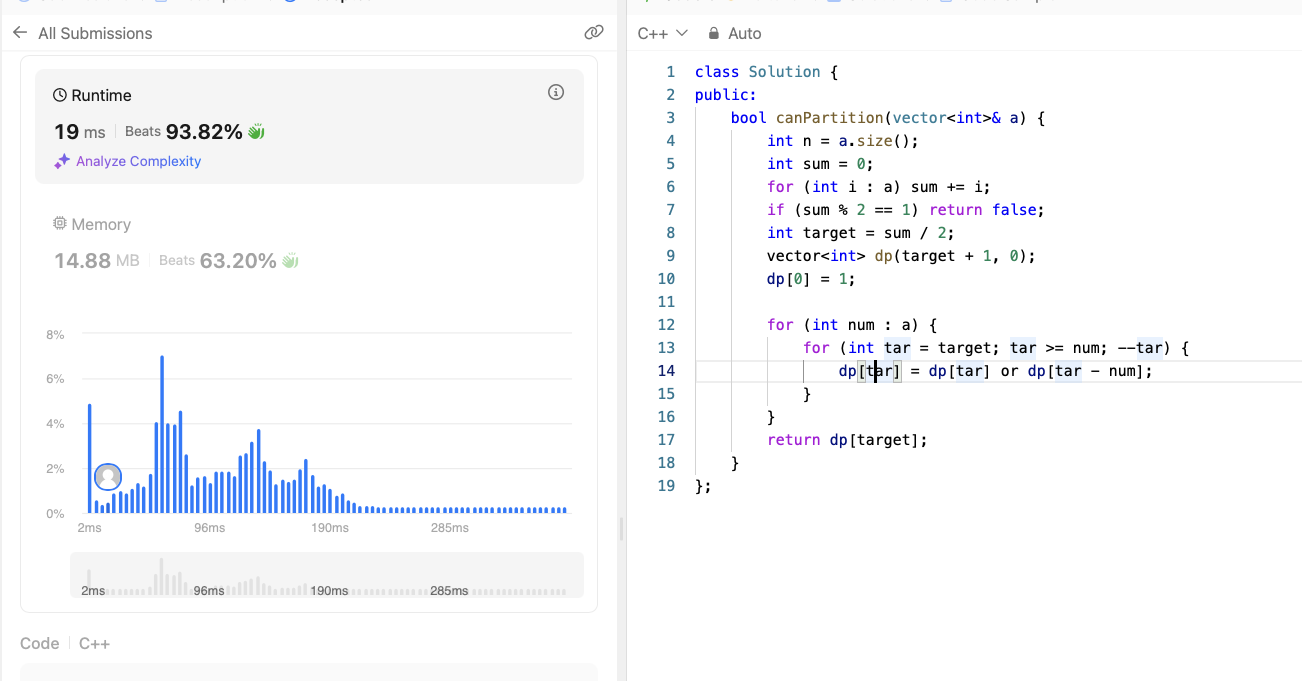 All Submissions
Runtime
19 ms | Beats 93.82%
Analyze Complexity
Memory
14.88 MB | Beats 63.20%
8%
6%
4%
2%
0%
2ms 96ms 190ms 285ms
2ms 96ms 190ms 285ms
Code | C++
C++ Auto
1 class Solution {
2 public:
3     bool canPartition(vector<int>& a) {
4         int n = a.size();
5         int sum = 0;
6         for (int i : a) sum += i;
7         if (sum % 2 == 1) return false;
8         int target = sum / 2;
9         vector<int> dp(target + 1, 0);
10         dp[0] = 1;
11
12         for (int num : a) {
13             for (int tar = target; tar >= num; --tar) {
14                 dp[tar] = dp[tar] or dp[tar - num];
15             }
16         }
17         return dp[target];
18     }
19 };